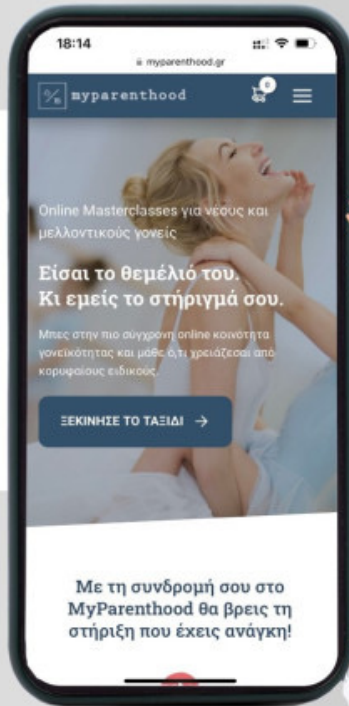 18:14
myparenthood.gr
myparenthood
0
Online Masterclasses για νέους και
μελλοντικούς γονείς
Είσαι το θεμέλιό του.
Κι εμείς το στήριγμά σου.
Μπες στην πιο σύγχρονη online κοινότητα
γονεϊκότητας και μάθε ό,τι χρειάζεσαι από
κορυφαίους ειδικούς.
ΞΕΚΙΝΗΣΕ ΤΟ ΤΑΞΙΔΙ →
Με τη συνδρομή σου στο
MyParenthood θα βρεις τη
στήριξη που έχεις ανάγκη!